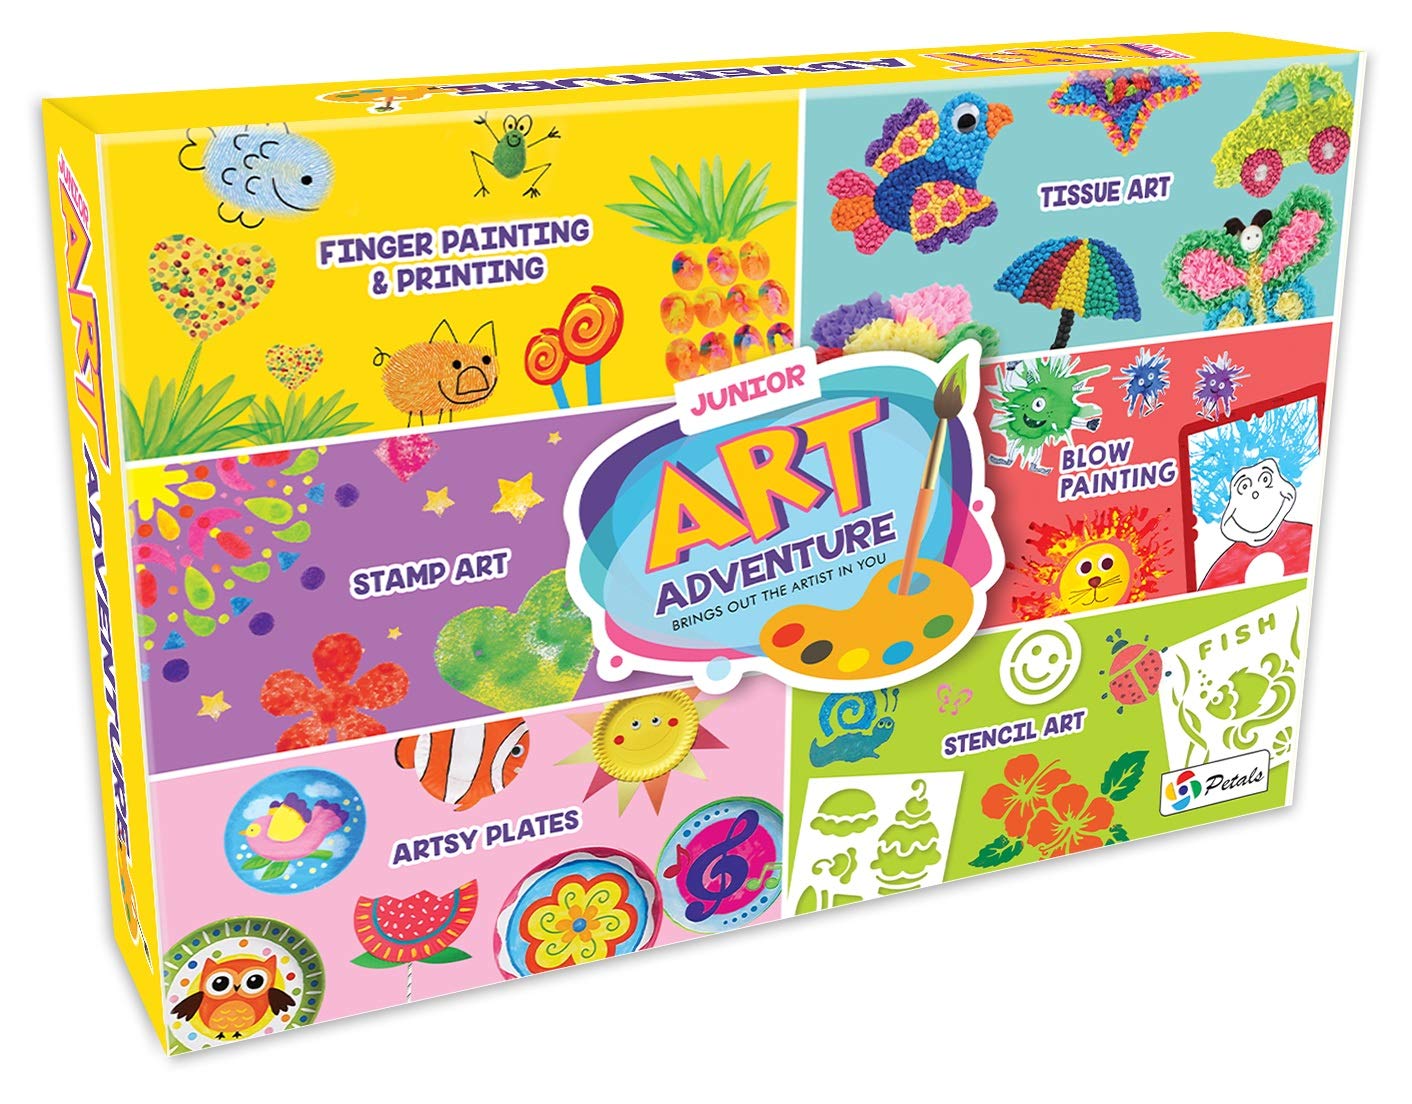 JUNIOR
ART
ADVENTURE
JUNIOR
ART
ADVENTURE
FINGER PAINTING
& PRINTING
TISSUE ART
JUNIOR
ART
ADVENTURE
BRINGS OUT THE ARTIST IN YOU
BLOW
PAINTING
STAMP ART
STENCIL ART
FISH
Petals
ARTSY PLATES